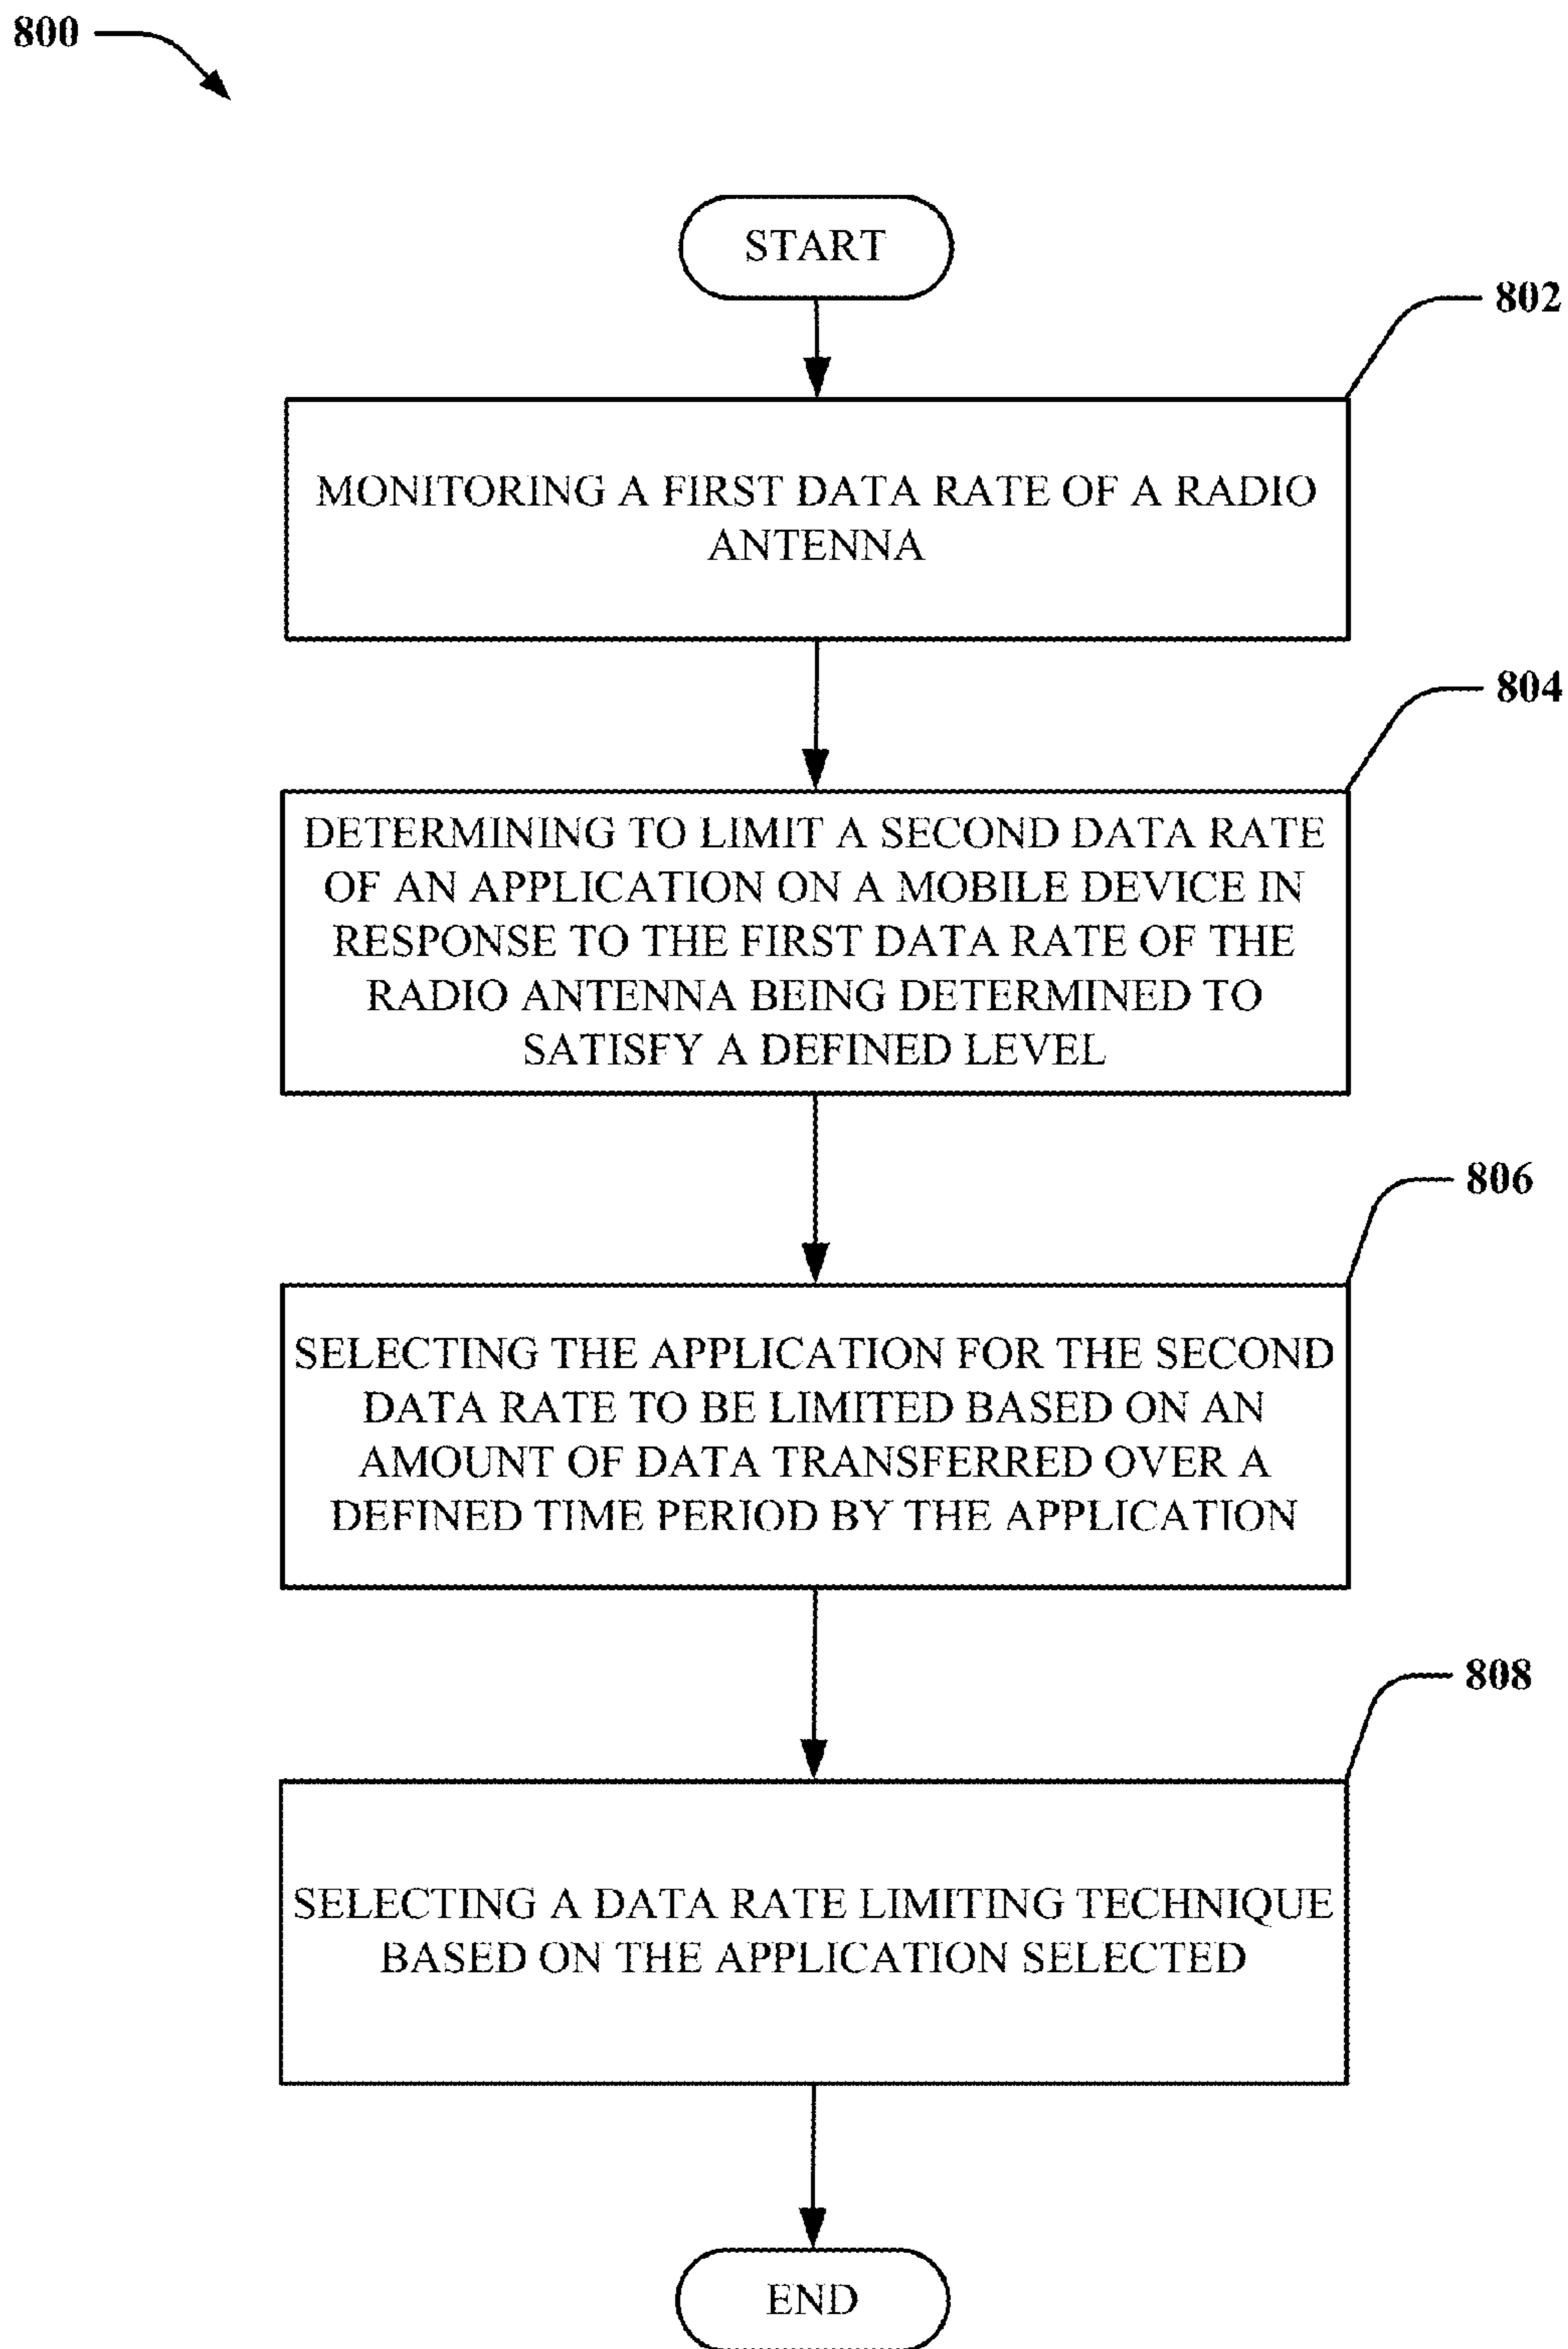 800
START
802
MONITORING A FIRST DATA RATE OF A RADIO
ANTENNA
804
DETERMINING TO LIMIT A SECOND DATA RATE
OF AN APPLICATION ON A MOBILE DEVICE IN
RESPONSE TO THE FIRST DATA RATE OF THE
RADIO ANTENNA BEING DETERMINED TO
SATISFY A DEFINED LEVEL
806
SELECTING THE APPLICATION FOR THE SECOND
DATA RATE TO BE LIMITED BASED ON AN
AMOUNT OF DATA TRANSFERRED OVER A
DEFINED TIME PERIOD BY THE APPLICATION
808
SELECTING A DATA RATE LIMITING TECHNIQUE
BASED ON THE APPLICATION SELECTED
END